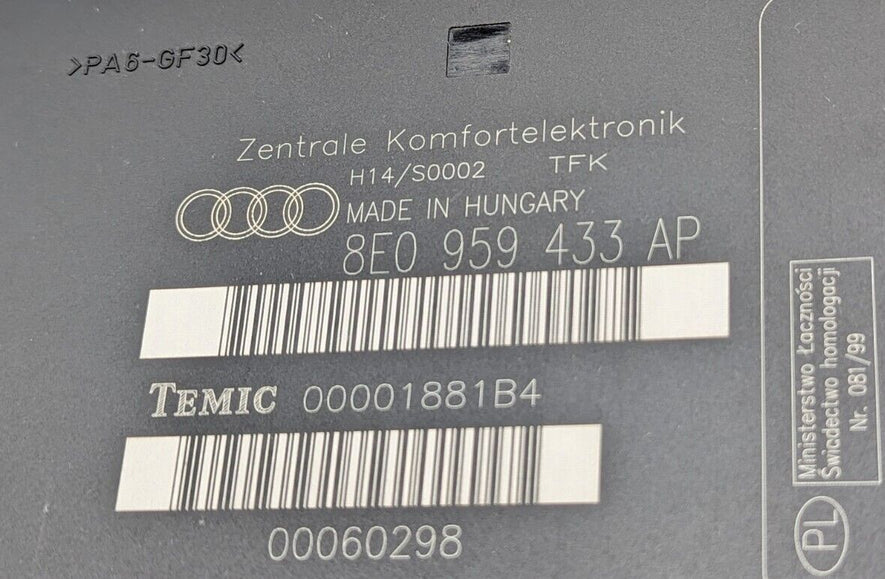 >PA6-GF30<
Zentrale Komfortelektronik
H14/S0002 TFK
MADE IN HUNGARY
8E0 959 433 AP
TEMIC 00001881B4
00060298
Ministerstwo Łączności
Świadectwo homologacji
Nr. 081/99
PL